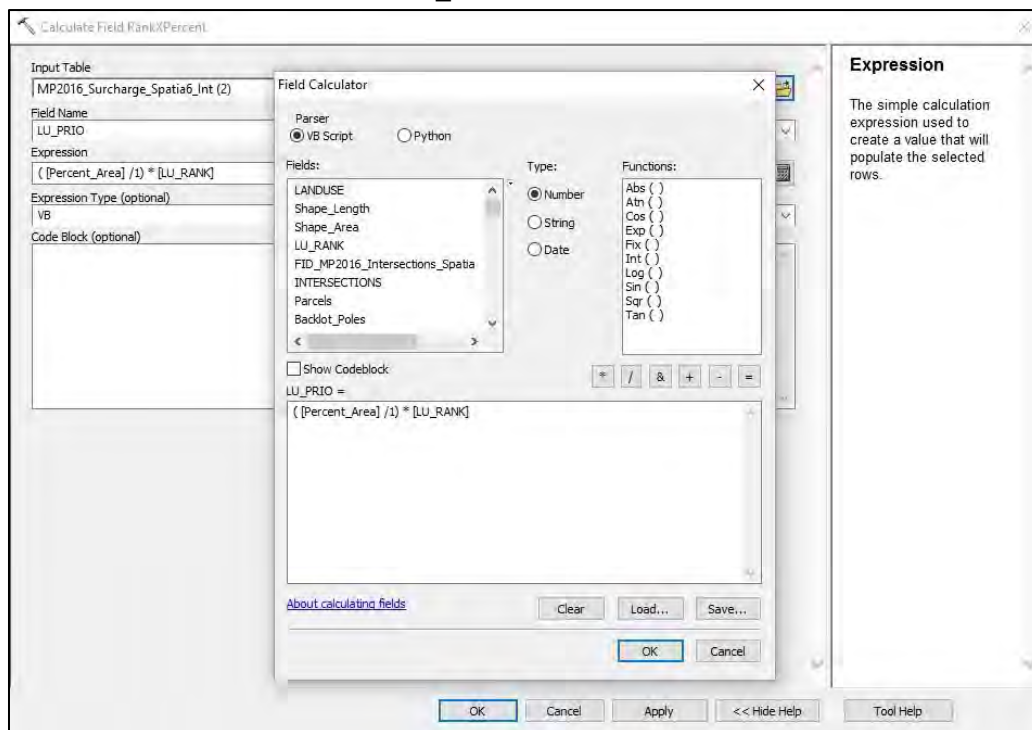 Calculate Field RankXPercent
Input Table
MP2016_Surcharge_Spatia6_Int (2)
Field Name
LU_PRIO
Expression
( [Percent_Area] /1) * [LU_RANK]
Expression Type (optional)
VB
Code Block (optional)
Field Calculator
Parser
VB Script Python
Fields:
LANDUSE
Shape_Length
Shape_Area
LU_RANK
FID_MP2016_Intersections_Spatia
INTERSECTIONS
Parcels
Backlot_Poles
Type:
Number
String
Date
Functions:
Abs ( )
Atn ( )
Cos ( )
Exp ( )
Fix ( )
Int ( )
Log ( )
Sin ( )
Sqr ( )
Tan ( )
Show Codeblock
* / & + - =
LU_PRIO =
( [Percent_Area] /1) * [LU_RANK]
About calculating fields
Clear Load... Save...
OK Cancel
Expression
The simple calculation
expression used to
create a value that will
populate the selected
rows.
OK Cancel Apply << Hide Help Tool Help